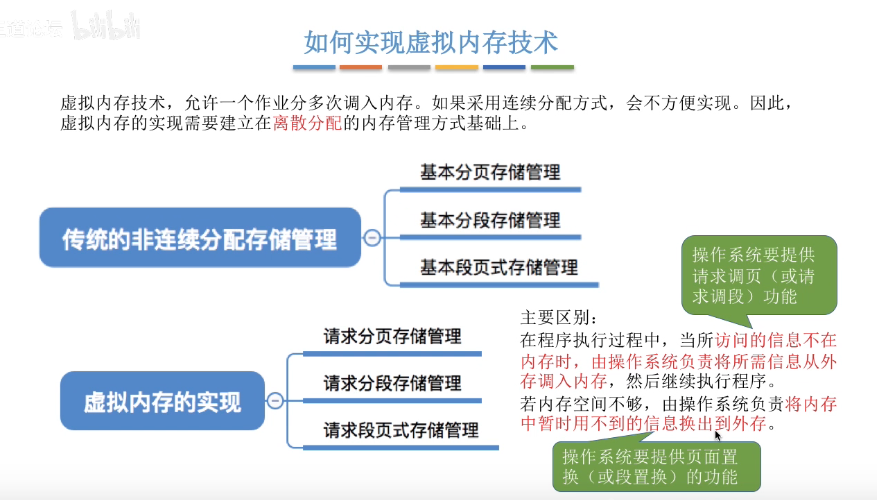 bilibili
如何实现虚拟内存技术
虚拟内存技术，允许一个作业分多次调入内存。如果采用连续分配方式，会不方便实现。因此，
虚拟内存的实现需要建立在离散分配的内存管理方式基础上。
传统的非连续分配存储管理
基本分页存储管理
基本分段存储管理
基本段页式存储管理
虚拟内存的实现
请求分页存储管理
请求分段存储管理
请求段页式存储管理
操作系统要提供
请求调页（或请
求调段）功能
主要区别：
在程序执行过程中，当所访问的信息不在
内存时，由操作系统负责将所需信息从外
存调入内存，然后继续执行程序。
若内存空间不够，由操作系统负责将内存
中暂时用不到的信息换出到外存。
操作系统要提供页面置
换（或段置换）的功能